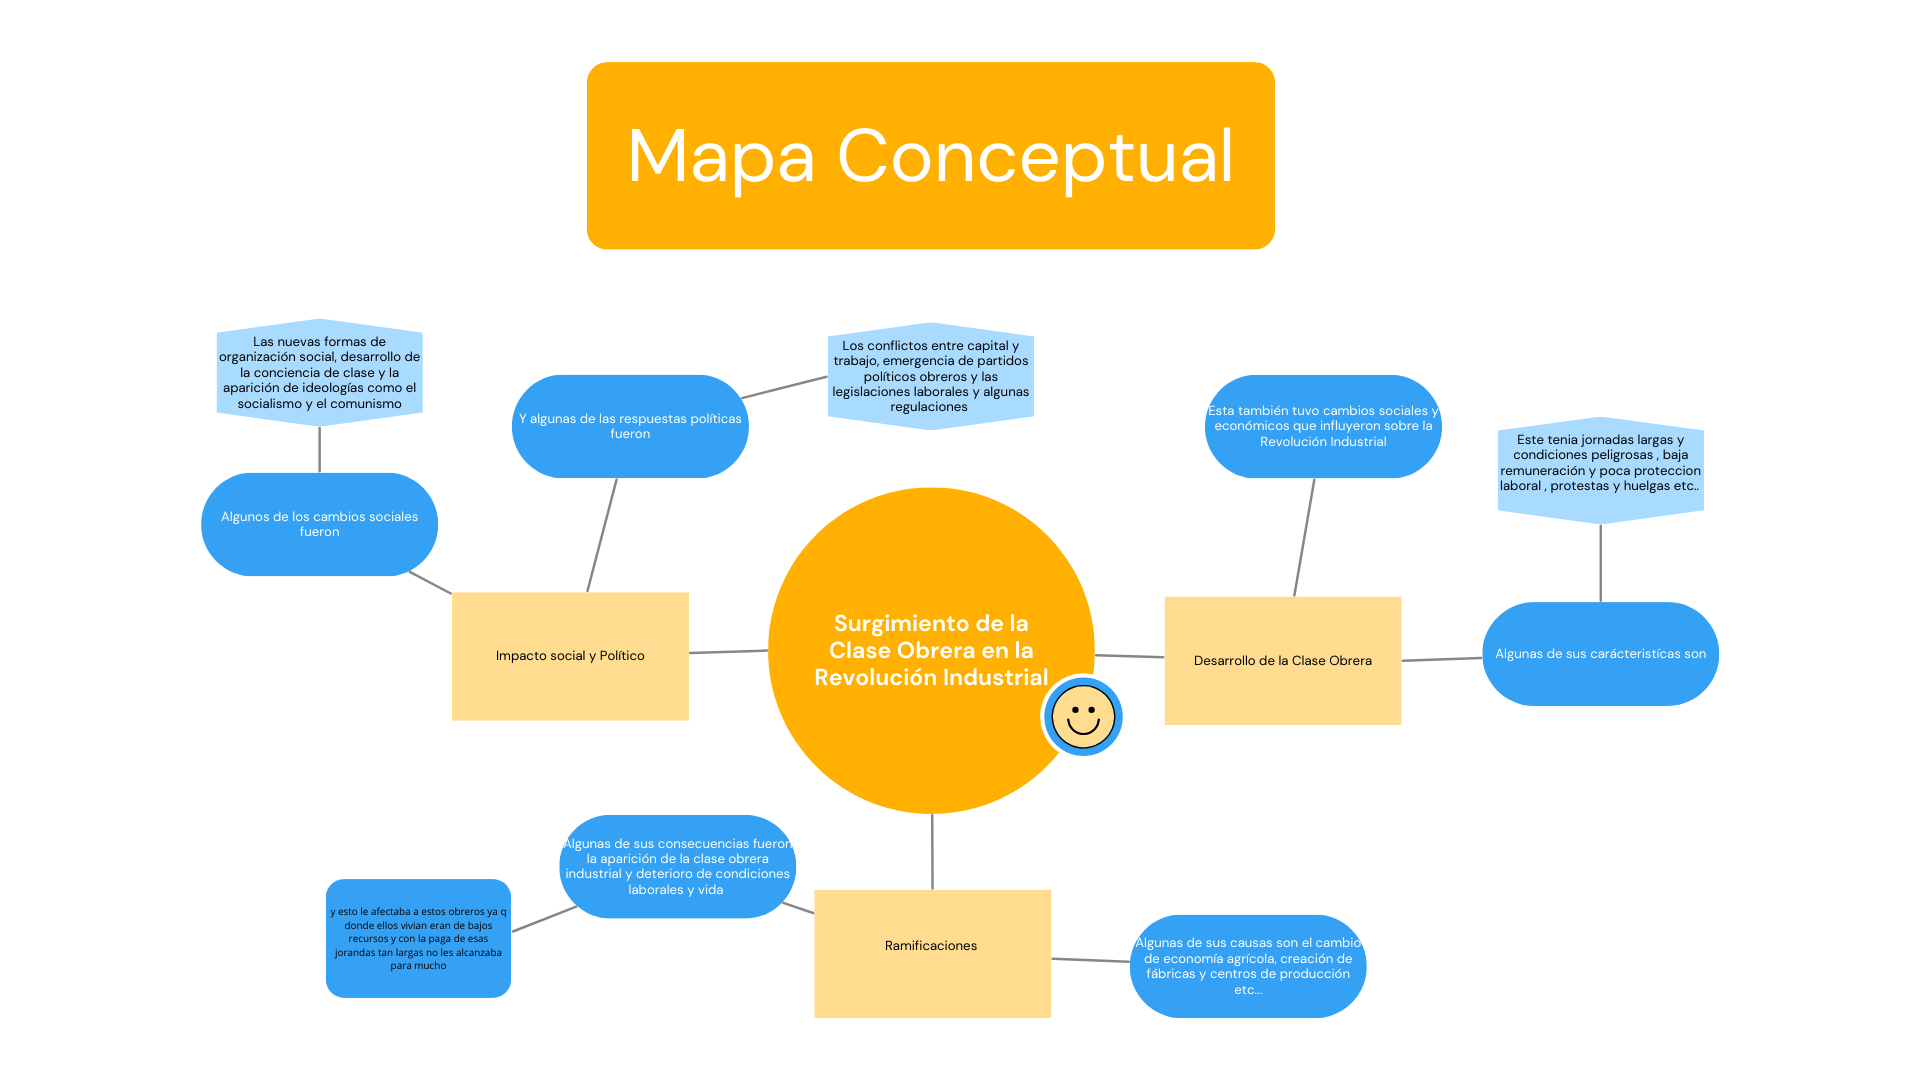 Mapa Conceptual
Las nuevas formas de
organización social, desarrollo de
la conciencia de clase y la
aparición de ideologías como el
socialismo y el comunismo
Los conflictos entre capital y
trabajo, emergencia de partidos
políticos obreros y las
legislaciones laborales y algunas
regulaciones
Y algunas de las respuestas políticas
fueron
Esta también tuvo cambios sociales y
económicos que influyeron sobre la
Revolución Industrial
Este tenia jornadas largas y
condiciones peligrosas , baja
remuneración y poca proteccion
laboral , protestas y huelgas etc..
Algunos de los cambios sociales
fueron
Surgimiento de la
Clase Obrera en la
Revolución Industrial
Impacto social y Político
Desarrollo de la Clase Obrera
Algunas de sus carácteristícas son
Algunas de sus consecuencias fueron
la aparición de la clase obrera
industrial y deterioro de condiciones
laborales y vida
y esto le afectaba a estos obreros ya q
donde ellos vivian eran de bajos
recursos y con la paga de esas
jorandas tan largas no les alcanzaba
para mucho
Ramificaciones
Algunas de sus causas son el cambio
de economía agrícola, creación de
fábricas y centros de producción
etc...